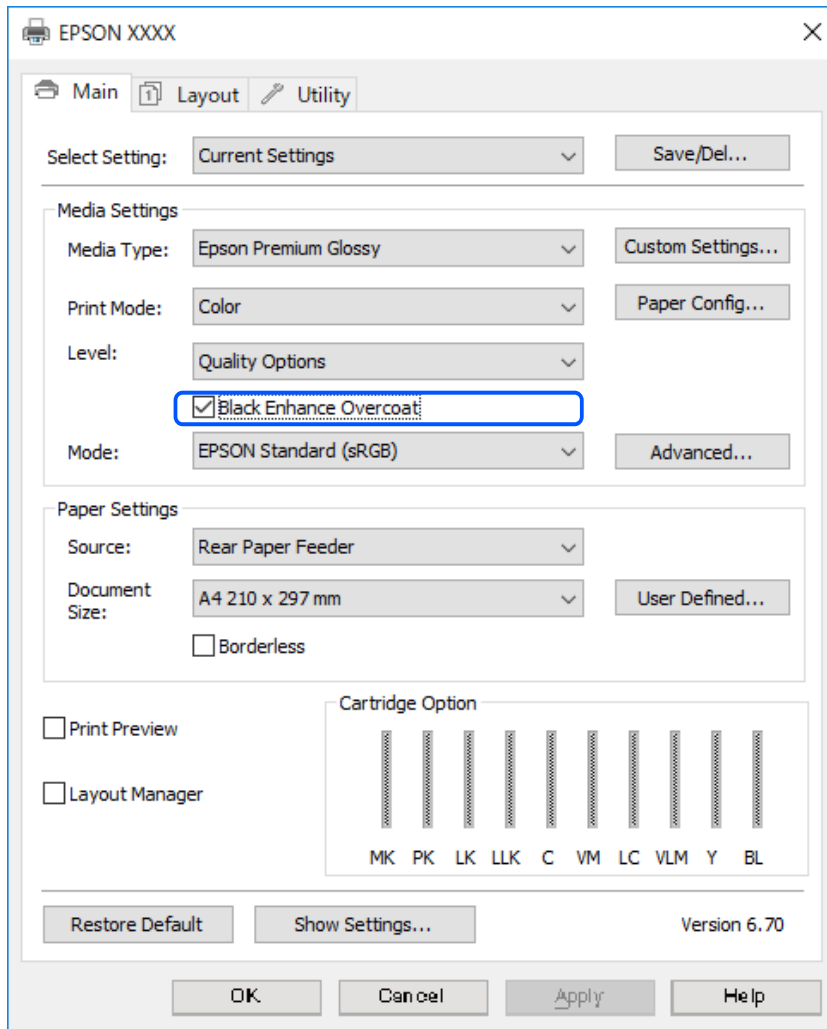 EPSON XXXX
Main Layout Utility
Select Setting: Current Settings Save/Del...
Media Settings
Media Type: Epson Premium Glossy Custom Settings...
Print Mode: Color Paper Config...
Level: Quality Options
Black Enhance Overcoat
Mode: EPSON Standard (sRGB) Advanced...
Paper Settings
Source: Rear Paper Feeder
Document
Size: A4 210 x 297 mm User Defined...
Borderless
Cartridge Option
Print Preview
Layout Manager
MK PK LK LLK C VM LC VLM Y BL
Restore Default Show Settings... Version 6.70
OK Cancel Apply Help